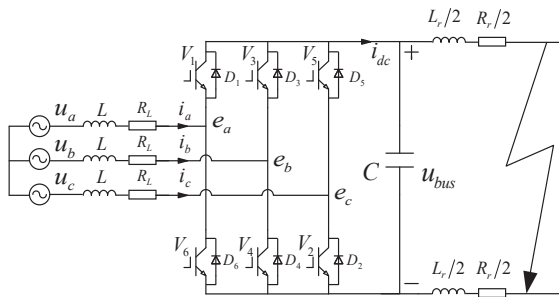 L_r/2 R_r/2
V_1 V_3 V_5 i_dc +
D_1 D_3 D_5
u_a L R_L i_a e_a
u_b L R_L i_b e_b
C u_bus
u_c L R_L i_c e_c
V_6 V_4 V_2
D_6 D_4 D_2
− L_r/2 R_r/2